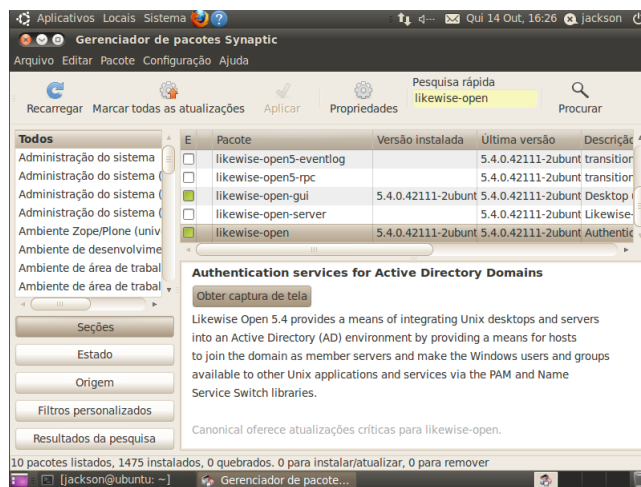 Aplicativos Locais Sistema
Qui 14 Out, 16:26 jackson
Gerenciador de pacotes Synaptic
Arquivo Editar Pacote Configuração Ajuda
Recarregar Marcar todas as atualizações Aplicar Propriedades
Pesquisa rápida
likewise-open
Procurar
Todos
Administração do sistema
Administração do sistema (
Administração do sistema (
Administração do sistema (
Ambiente Zope/Plone (univ
Ambiente de desenvolvime
Ambiente de área de trabal
Ambiente de área de trabal
Seções
Estado
Origem
Filtros personalizados
Resultados da pesquisa
E Pacote Versão instalada Última versão Descrição
likewise-open5-eventlog 5.4.0.42111-2ubunt transition
likewise-open5-rpc 5.4.0.42111-2ubunt transition
likewise-open-gui 5.4.0.42111-2ubunt 5.4.0.42111-2ubunt Desktop
likewise-open-server 5.4.0.42111-2ubunt Likewise-
likewise-open 5.4.0.42111-2ubunt 5.4.0.42111-2ubunt Authentic
Authentication services for Active Directory Domains
Obter captura de tela
Likewise Open 5.4 provides a means of integrating Unix desktops and servers
into an Active Directory (AD) environment by providing a means for hosts
to join the domain as member servers and make the Windows users and groups
available to other Unix applications and services via the PAM and Name
Service Switch libraries.
Canonical oferece atualizações críticas para likewise-open.
10 pacotes listados, 1475 instalados, 0 quebrados. 0 para instalar/atualizar, 0 para remover
[jackson@ubuntu: ~] Gerenciador de pacote...